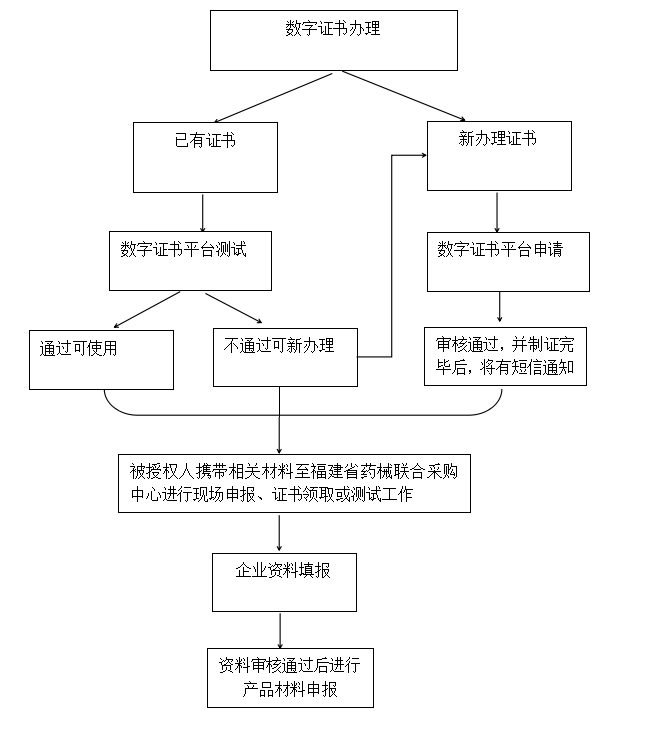 数字证书办理
已有证书
新办理证书
数字证书平台测试
数字证书平台申请
通过可使用
不通过可新办理
审核通过，并制证完
毕后，将有短信通知
被授权人携带相关材料至福建省药械联合采购
中心进行现场申报、证书领取或测试工作
企业资料填报
资料审核通过后进行
产品材料申报